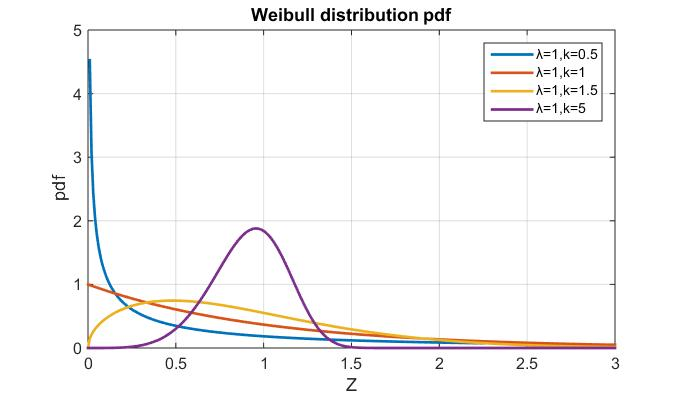 Weibull distribution pdf
5
4
3
2
1
0
pdf
λ=1,k=0.5
λ=1,k=1
λ=1,k=1.5
λ=1,k=5
0 0.5 1 1.5 2 2.5 3
Z